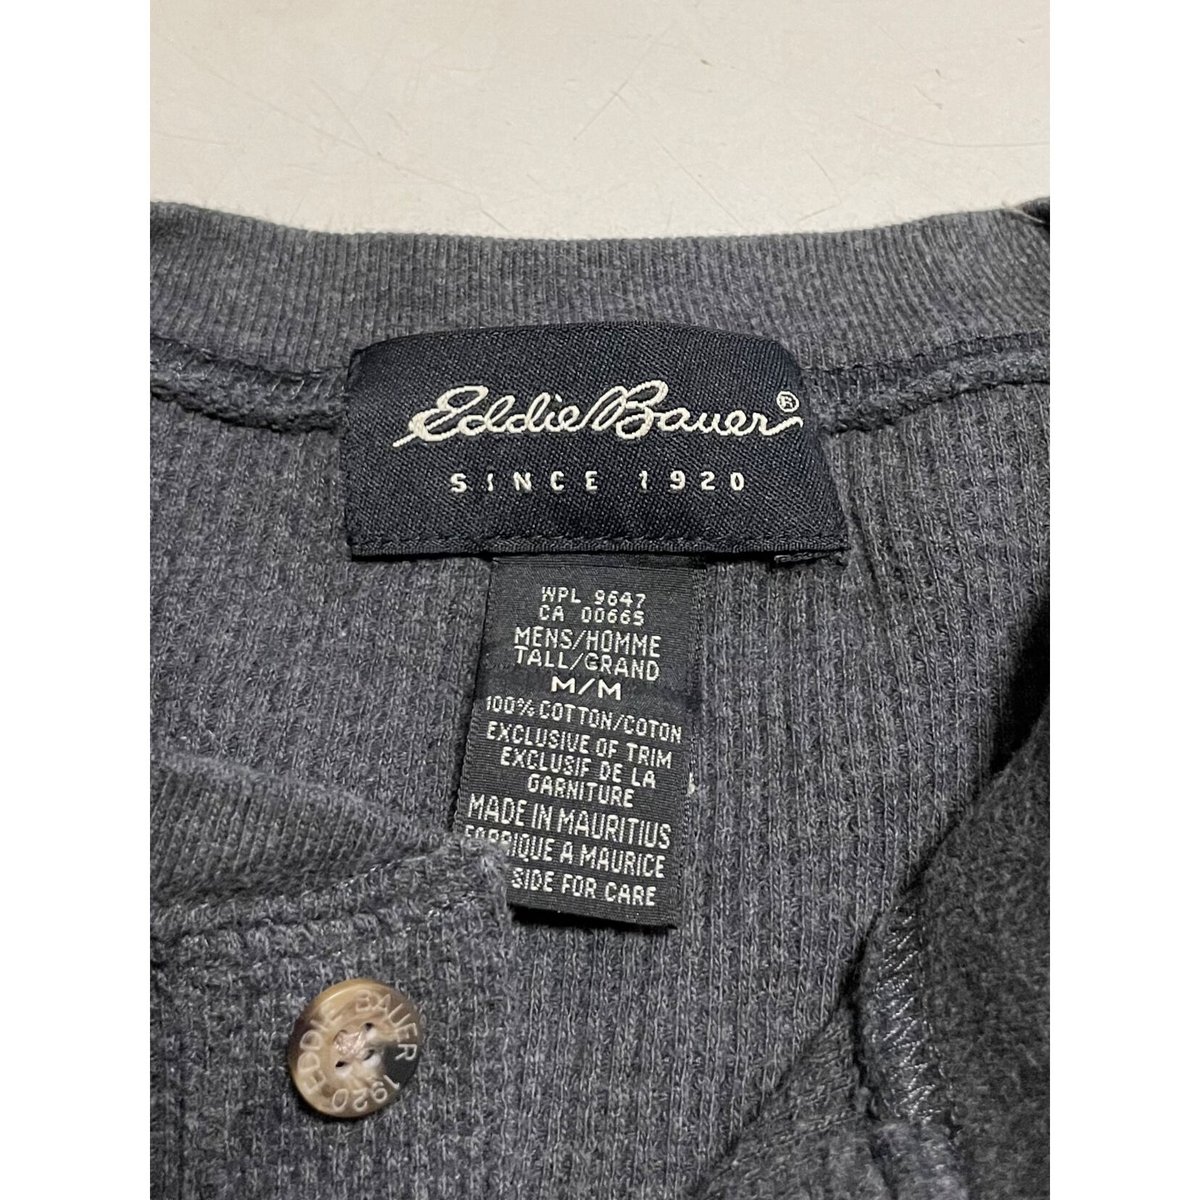 Eddie Bauer®
SINCE 1920
WPL 9647
CA 00665
MENS/HOMME
TALL/GRAND
M/M
100% COTTON/COTON
EXCLUSIVE OF TRIM
EXCLUSIF DE LA
GARNITURE
MADE IN MAURITIUS
FABRIQUE A MAURICE
SIDE FOR CARE
EDDIE BAUER 1920